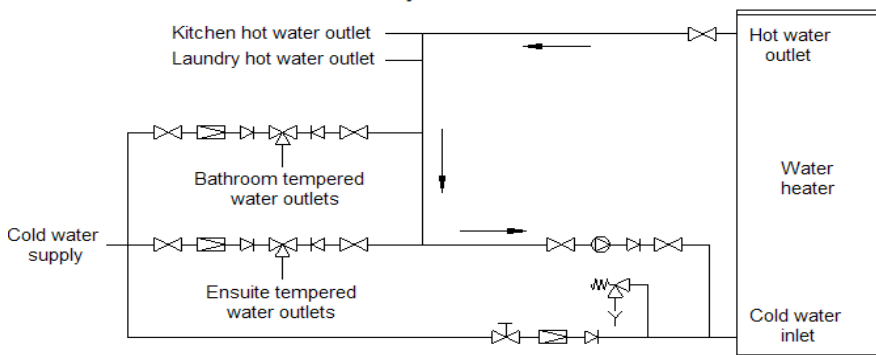 Kitchen hot water outlet
Laundry hot water outlet
Hot water
outlet
Bathroom tempered
water outlets
Water
heater
Cold water
supply
Ensuite tempered
water outlets
Cold water
inlet